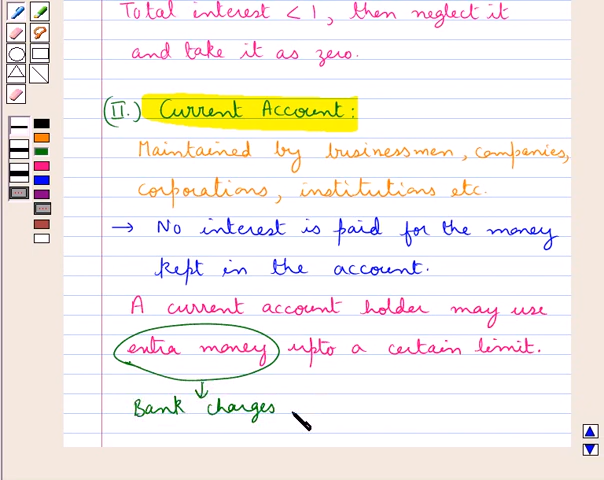 Total interest < 1, then neglect it
and take it as zero.
(II.) Current Account:
Maintained by businessmen, companies,
corporations, institutions etc.
→ No interest is paid for the money
kept in the account.
A current account holder may use
extra money upto a certain limit.
Bank charges